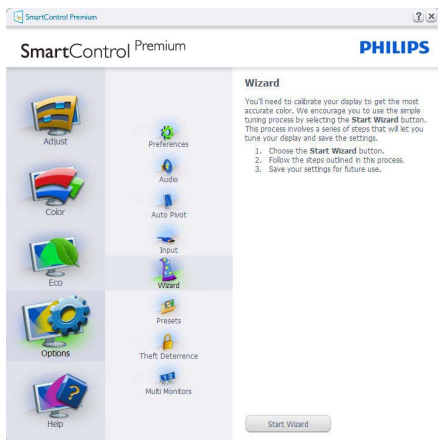 SmartControl Premium
? ×
SmartControl Premium
PHILIPS
Adjust
Color
Eco
Options
Help
Preferences
Audio
Auto Pivot
Input
Wizard
Presets
Theft Deterrence
Multi Monitors
Wizard
You'll need to calibrate your display to get the most
accurate color. We encourage you to use the simple
tuning process by selecting the Start Wizard button.
This process involves a series of steps that will let you
tune your display and save the settings.
1. Choose the Start Wizard button.
2. Follow the steps outlined in this process.
3. Save your settings for future use.
Start Wizard